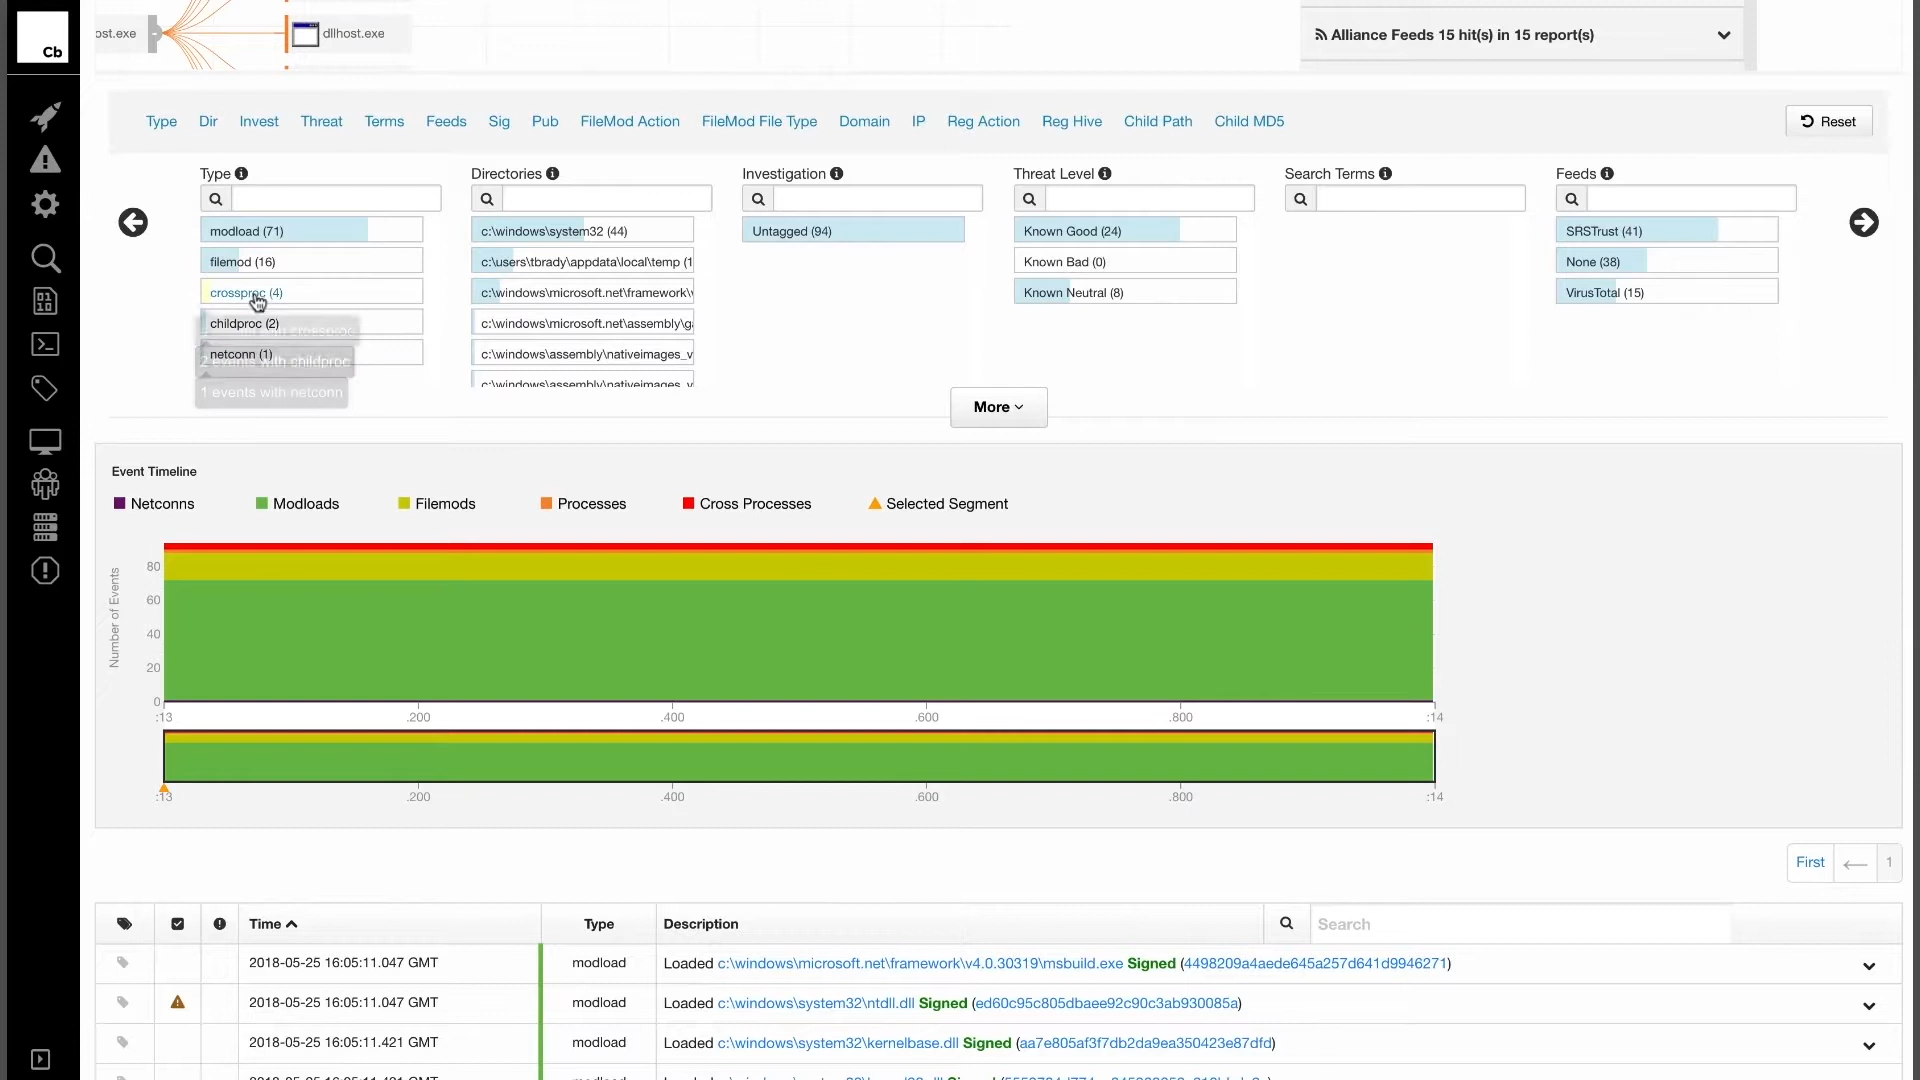 Cb
ost.exe
dllhost.exe
Alliance Feeds 15 hit(s) in 15 report(s)
Type Dir Invest Threat Terms Feeds Sig Pub FileMod Action FileMod File Type Domain IP Reg Action Reg Hive Child Path Child MD5 Reset
Type Directories Investigation Threat Level Search Terms Feeds
modload (71) c:\windows\system32 (44) Untagged (94) Known Good (24) SRSTrust (41)
filemod (16) c:\users\tbrady\appdata\local\temp (1 Known Bad (0) None (38)
crossproc (4) c:\windows\microsoft.net\framework\v Known Neutral (8) VirusTotal (15)
childproc (2) c:\windows\microsoft.net\assembly\ga
netconn (1) c:\windows\assembly\nativeimages_v
2 events with childproc
c:\windows\assembly\nativeimages_v
1 events with netconn
More
Event Timeline
Netconns Modloads Filemods Processes Cross Processes Selected Segment
Number of Events
80
60
40
20
0
:13 .200 .400 .600 .800 :14
:13 .200 .400 .600 .800 :14
First ← 1
Time Type Description Search
2018-05-25 16:05:11.047 GMT modload Loaded c:\windows\microsoft.net\framework\v4.0.30319\msbuild.exe Signed (4498209a4aede645a257d641d9946271)
2018-05-25 16:05:11.047 GMT modload Loaded c:\windows\system32\ntdll.dll Signed (ed60c95c805dbaee92c90c3ab930085a)
2018-05-25 16:05:11.421 GMT modload Loaded c:\windows\system32\kernelbase.dll Signed (aa7e805af3f7db2da9ea350423e87dfd)